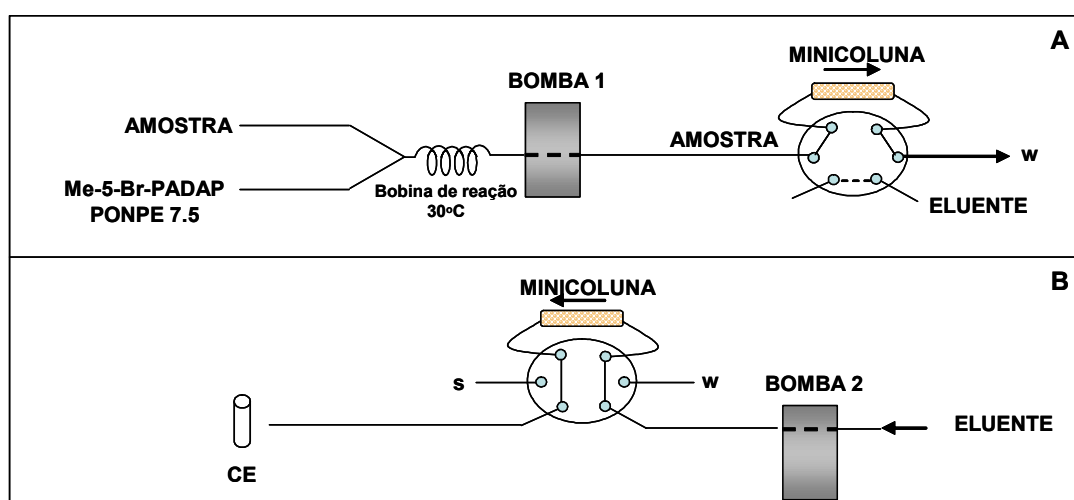 A
MINICOLUNA
BOMBA 1
AMOSTRA
AMOSTRA
w
Me-5-Br-PADAP
PONPE 7.5
Bobina de reação
30ºC
ELUENTE
B
MINICOLUNA
s
w
BOMBA 2
ELUENTE
CE